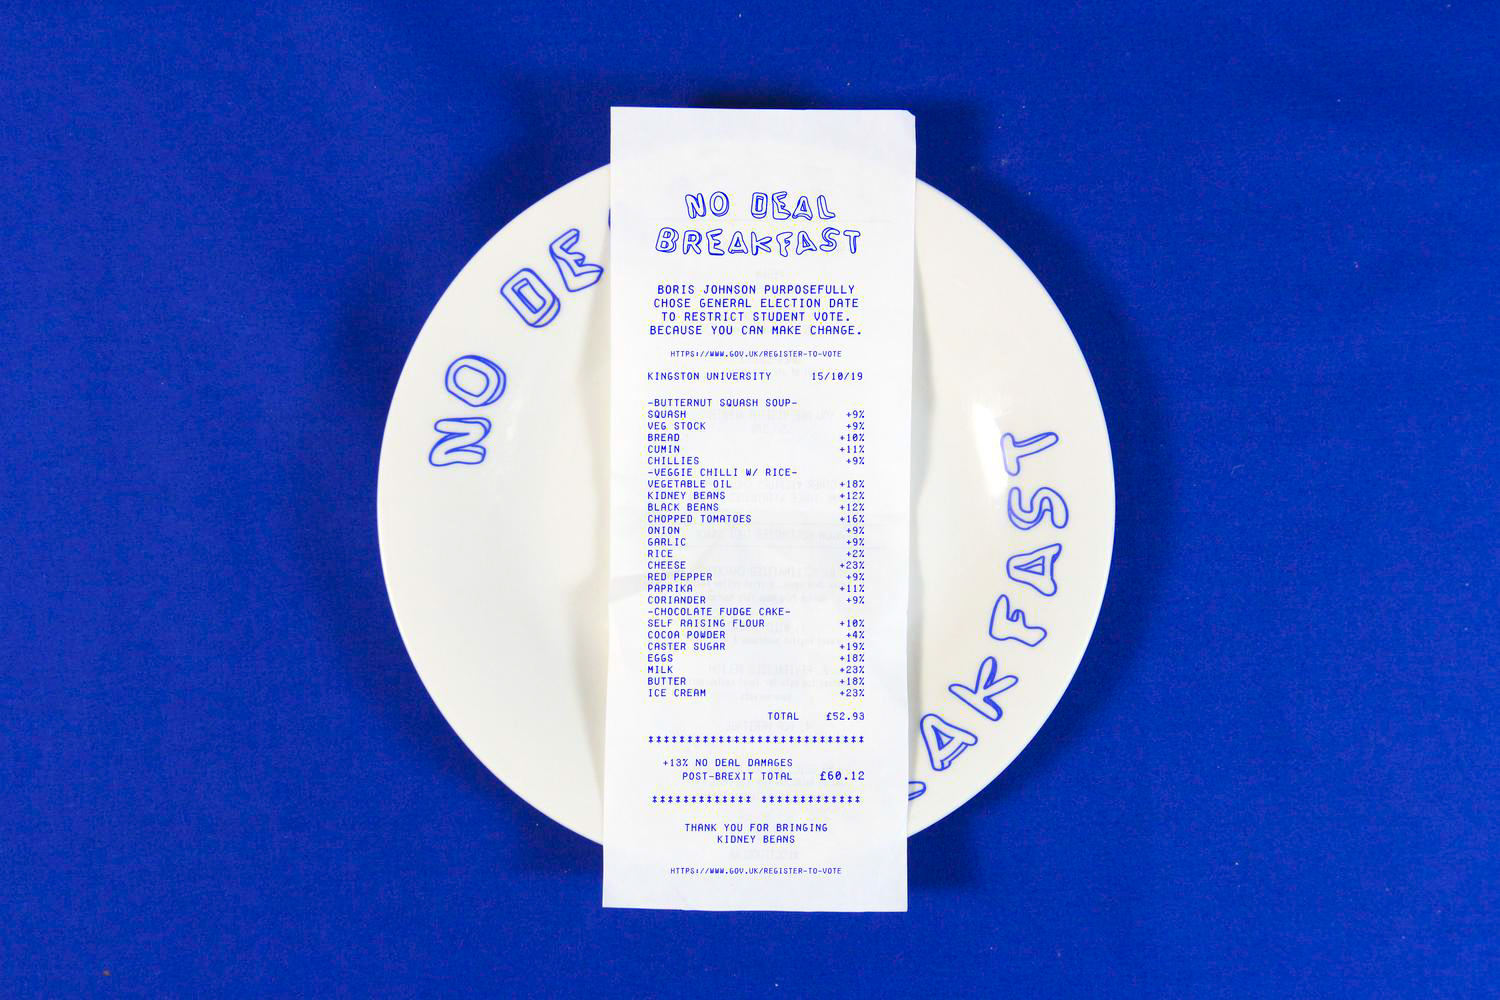 NO DEAL
BREAKFAST
BORIS JOHNSON PURPOSEFULLY
CHOSE GENERAL ELECTION DATE
TO RESTRICT STUDENT VOTE.
BECAUSE YOU CAN MAKE CHANGE.
HTTPS://WWW.GOV.UK/REGISTER-TO-VOTE
KINGSTON UNIVERSITY 15/10/19
-BUTTERNUT SQUASH SOUP-
SQUASH +9%
VEG STOCK +9%
BREAD +10%
CUMIN +11%
CHILLIES +9%
-VEGGIE CHILLI W/ RICE-
VEGETABLE OIL +18%
KIDNEY BEANS +12%
BLACK BEANS +12%
CHOPPED TOMATOES +16%
ONION +9%
GARLIC +9%
RICE +2%
CHEESE +23%
RED PEPPER +9%
PAPRIKA +11%
CORIANDER +9%
-CHOCOLATE FUDGE CAKE-
SELF RAISING FLOUR +10%
COCOA POWDER +4%
CASTER SUGAR +19%
EGGS +18%
MILK +23%
BUTTER +18%
ICE CREAM +23%
TOTAL £52.93
****************************
+13% NO DEAL DAMAGES
POST-BREXIT TOTAL £60.12
************* *************
THANK YOU FOR BRINGING
KIDNEY BEANS
HTTPS://WWW.GOV.UK/REGISTER-TO-VOTE
NO DE
AKFAST